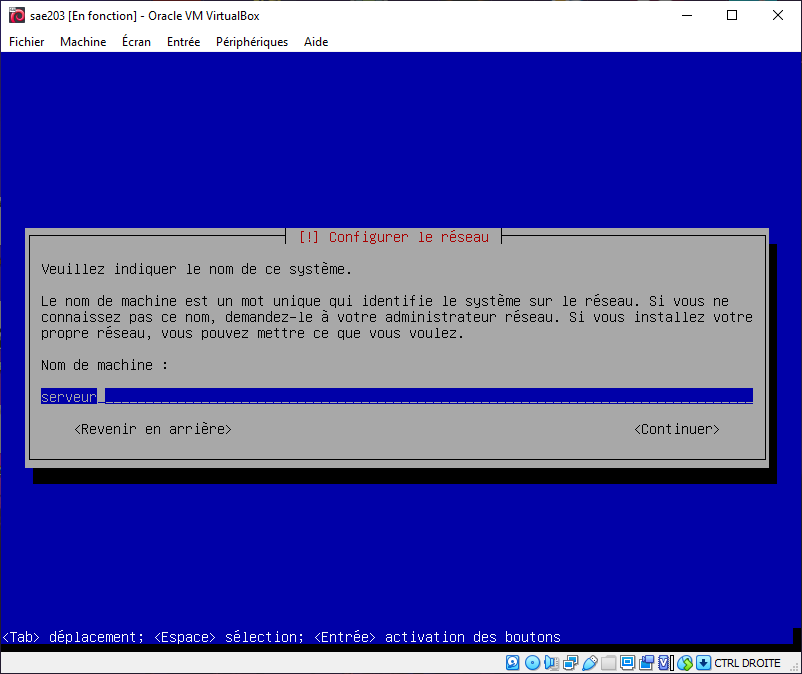 sae203 [En fonction] - Oracle VM VirtualBox
Fichier Machine Écran Entrée Périphériques Aide
[!] Configurer le réseau
Veuillez indiquer le nom de ce système.
Le nom de machine est un mot unique qui identifie le système sur le réseau. Si vous ne
connaissez pas ce nom, demandez-le à votre administrateur réseau. Si vous installez votre
propre réseau, vous pouvez mettre ce que vous voulez.
Nom de machine :
serveur
<Revenir en arrière> <Continuer>
<Tab> déplacement; <Espace> sélection; <Entrée> activation des boutons
CTRL DROITE